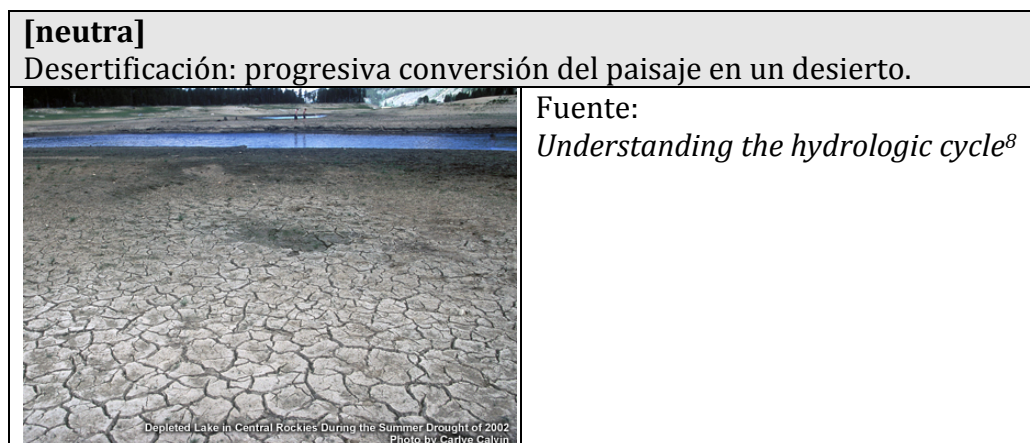 [neutra]
Desertificación: progresiva conversión del paisaje en un desierto.
Fuente:
Understanding the hydrologic cycle⁸
Depleted Lake in Central Rockies During the Summer Drought of 2002
Photo by Carlye Calvin